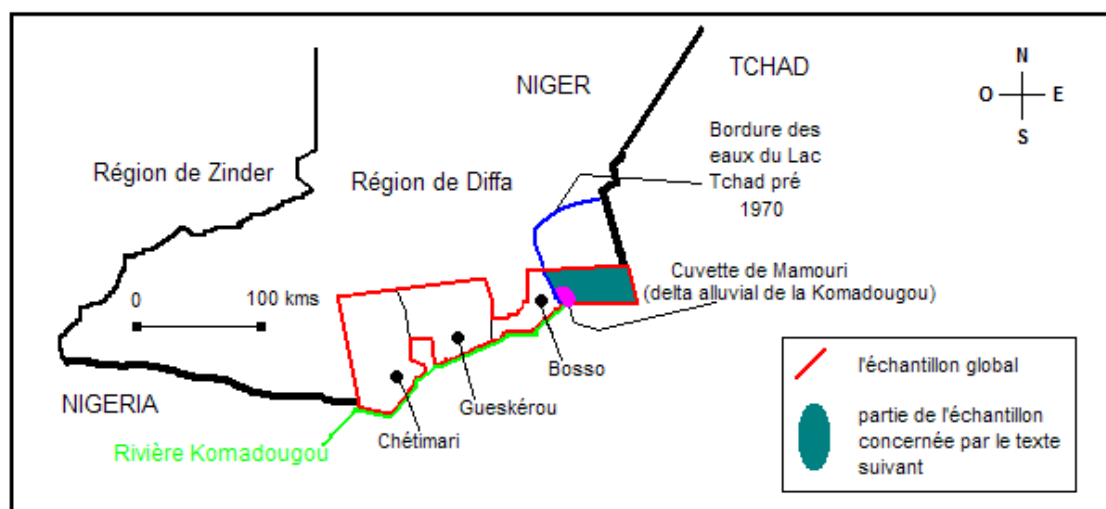 NIGER
TCHAD
N
O
E
S
Bordure des
eaux du Lac
Tchad pré
1970
Région de Zinder
Région de Diffa
Cuvette de Mamouri
(delta alluvial de la Komadougou)
0
100 kms
Bosso
Gueskérou
Chétimari
NIGERIA
Rivière Komadougou
l'échantillon global
partie de l'échantillon
concernée par le texte
suivant